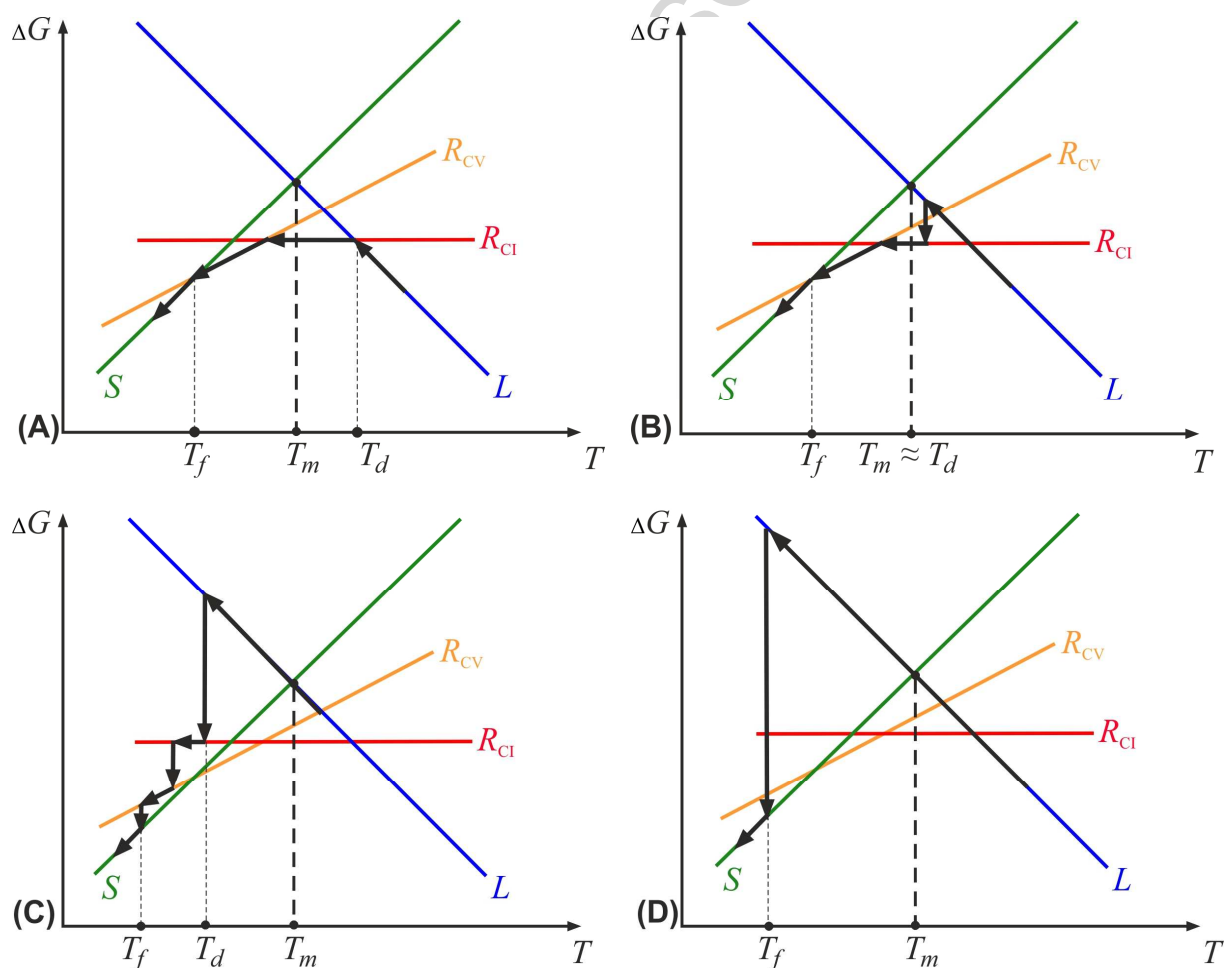 ΔG
R_CV
R_CI
S
L
(A)
T_f
T_m
T_d
T
ΔG
R_CV
R_CI
S
L
(B)
T_f
T_m ≈ T_d
T
ΔG
R_CV
R_CI
S
L
(C)
T_f
T_d
T_m
T
ΔG
R_CV
R_CI
S
L
(D)
T_f
T_m
T